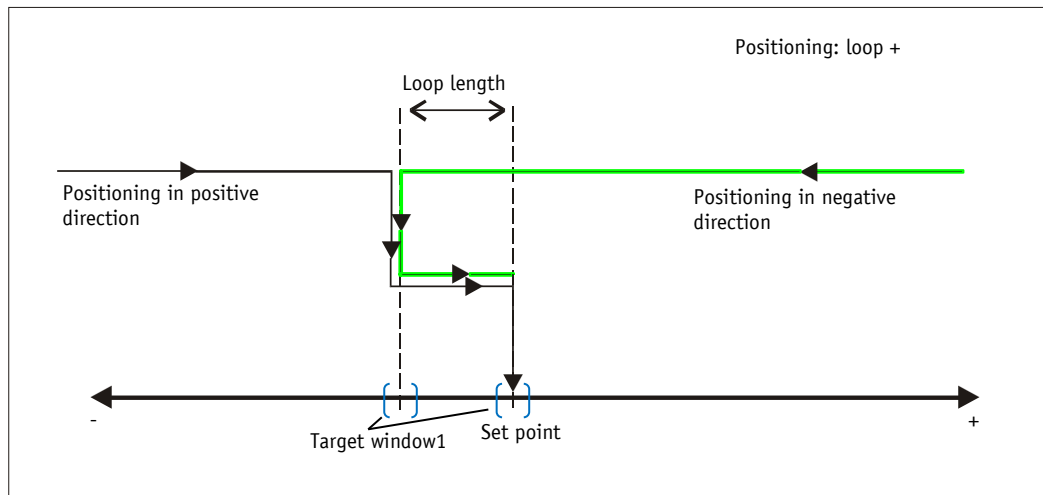 Positioning: loop +
Loop length
Positioning in positive
direction
Positioning in negative
direction
-
+
Target window1
Set point